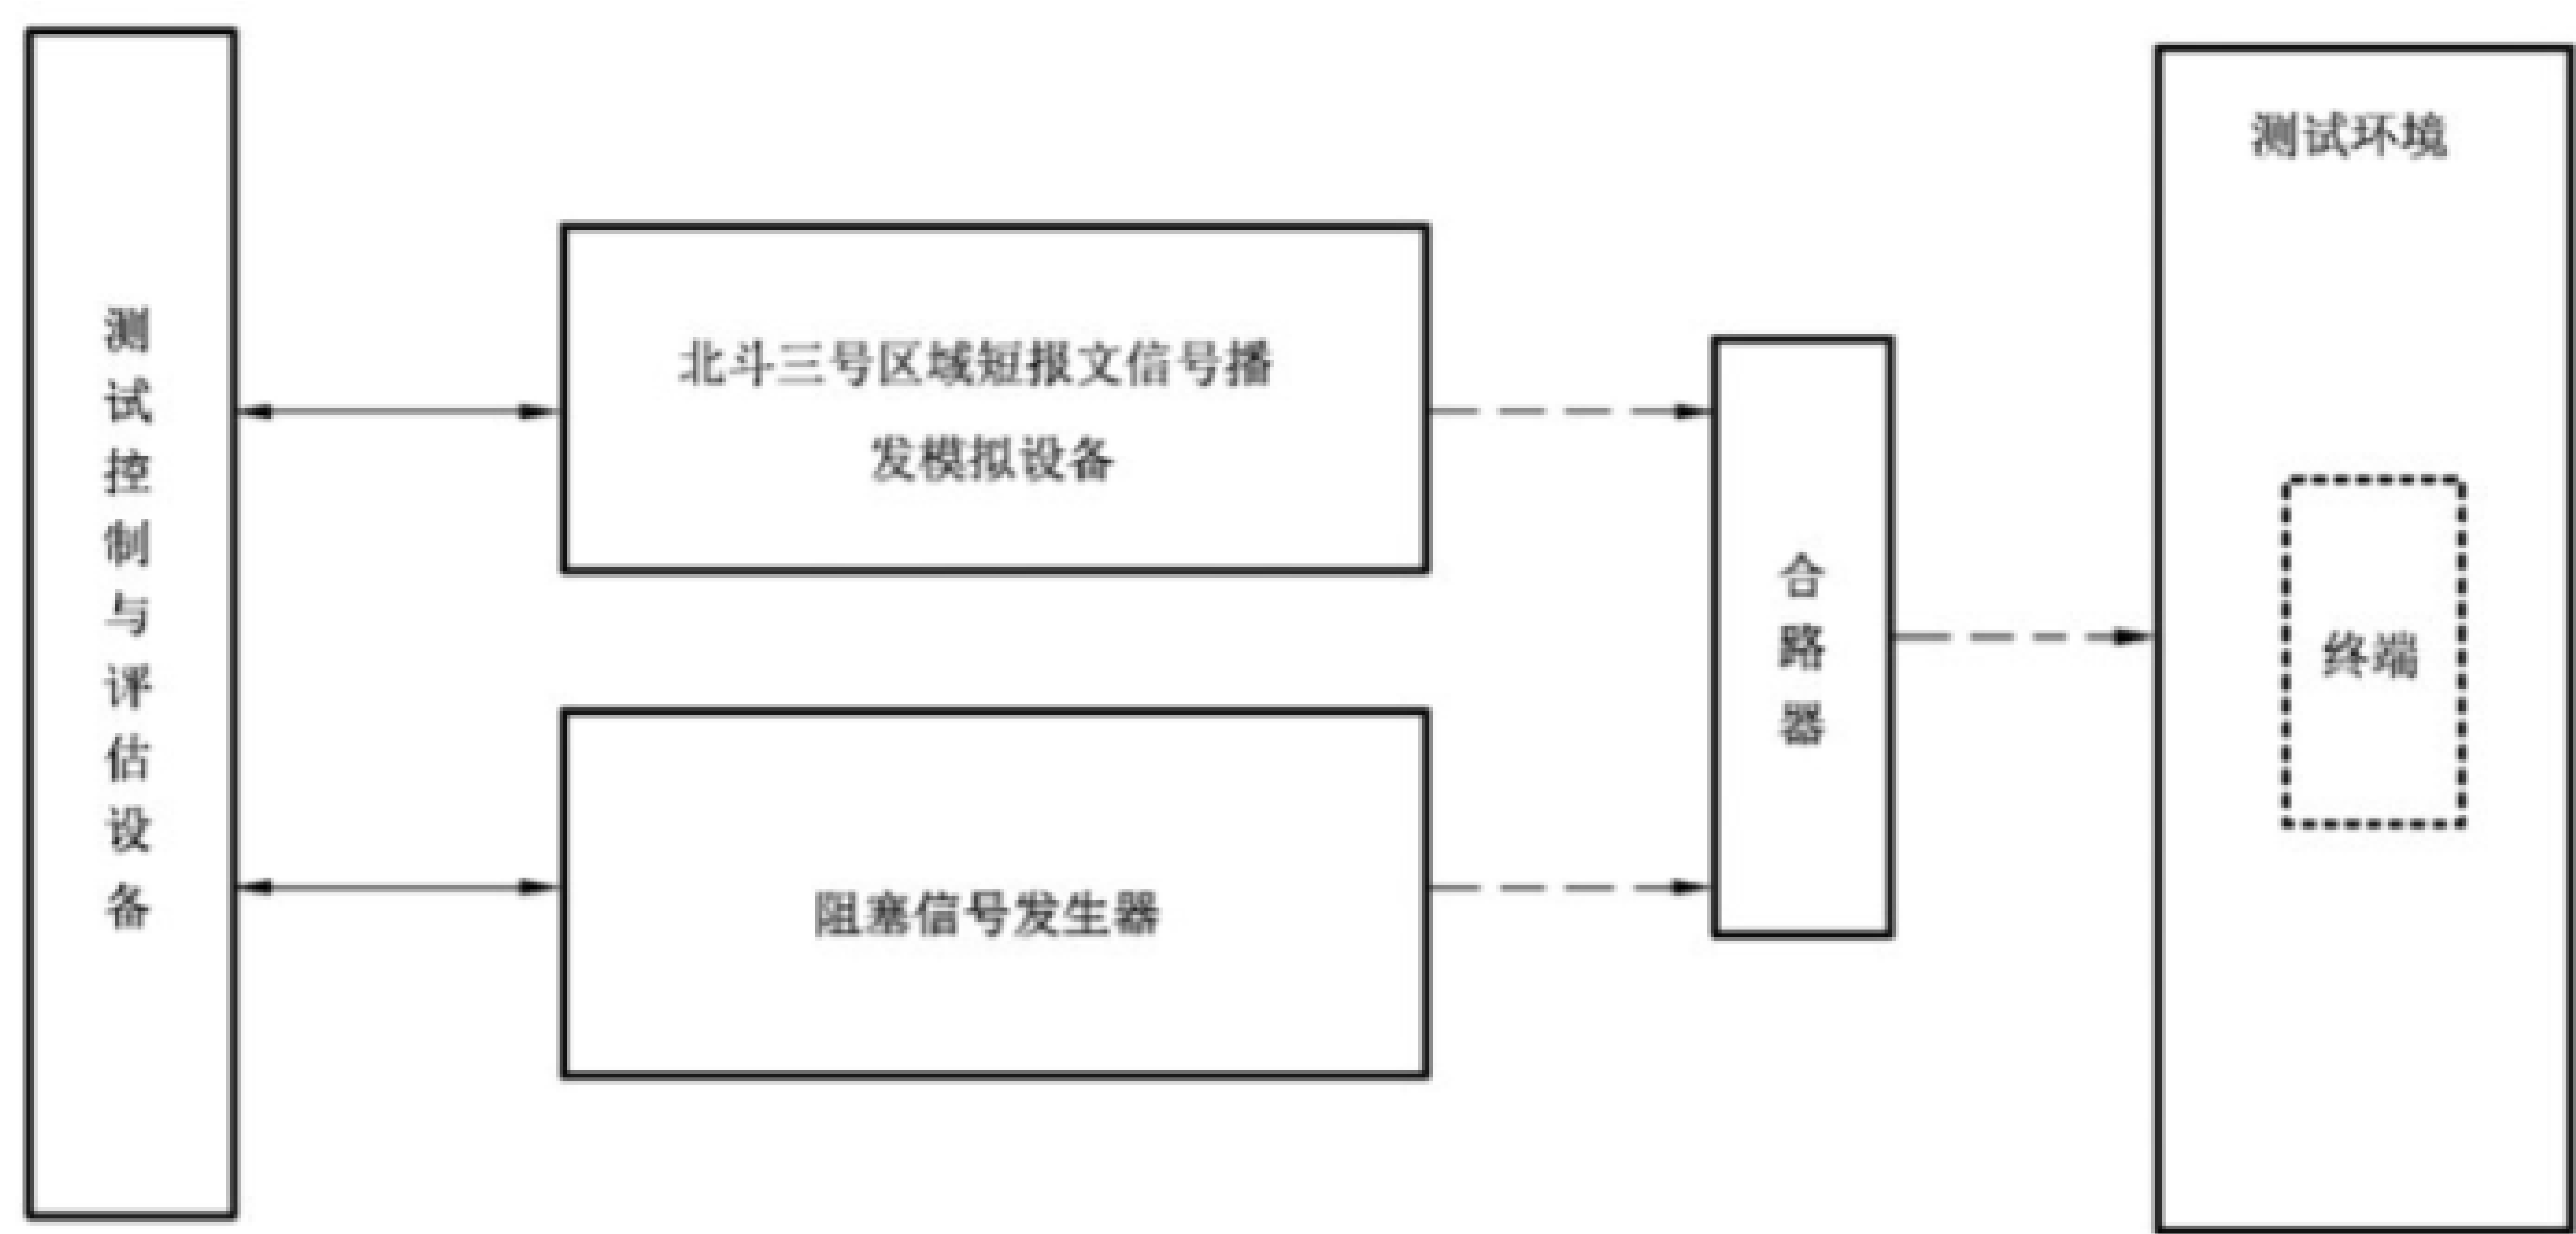 测试控制与评估设备
北斗三号区域短报文信号播
发模拟设备
阻塞信号发生器
合路器
测试环境
终端